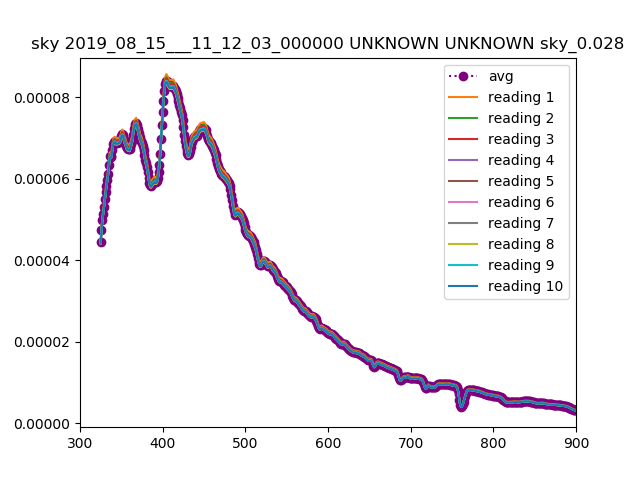 sky 2019_08_15___11_12_03_000000 UNKNOWN UNKNOWN sky_0.028
0.00008
0.00006
0.00004
0.00002
0.00000
300 400 500 600 700 800 900
avg
reading 1
reading 2
reading 3
reading 4
reading 5
reading 6
reading 7
reading 8
reading 9
reading 10